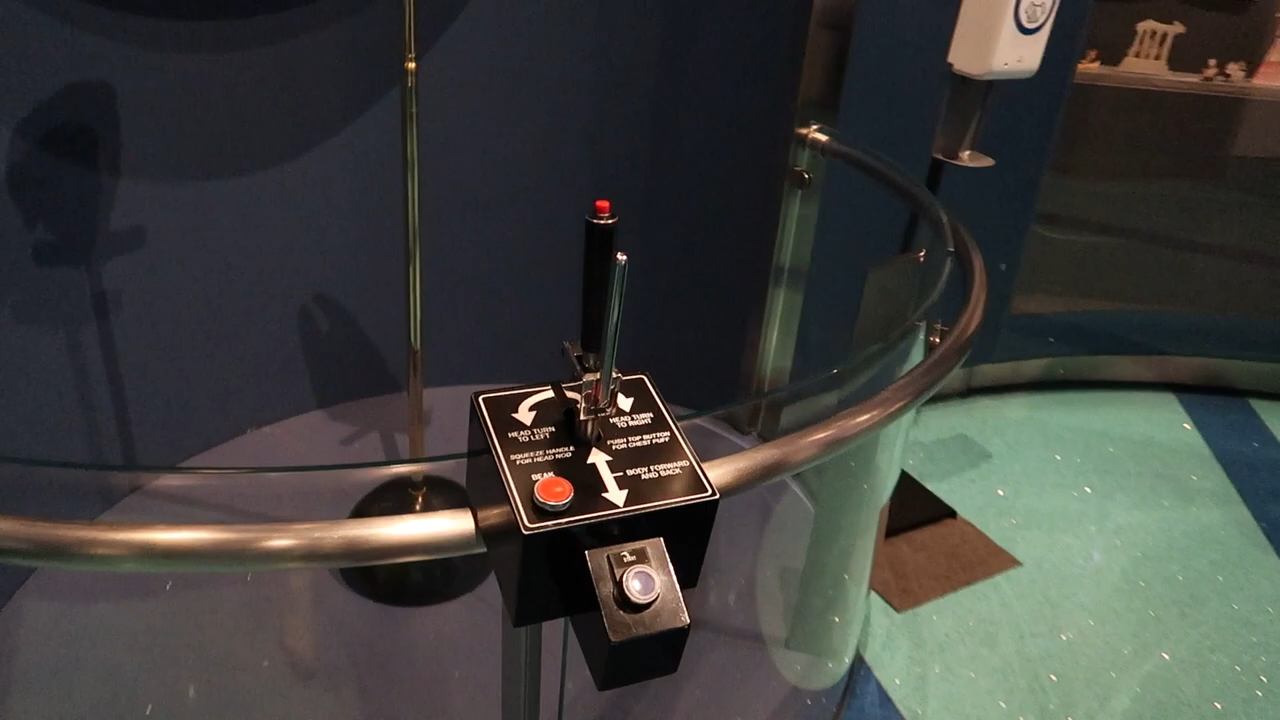 HEAD TURN
TO LEFT
HEAD TURN
TO RIGHT
SQUEEZE HANDLE
FOR HEAD NOD
PUSH TOP BUTTON
FOR CHEST PUFF
BEAK
BODY FORWARD
AND BACK